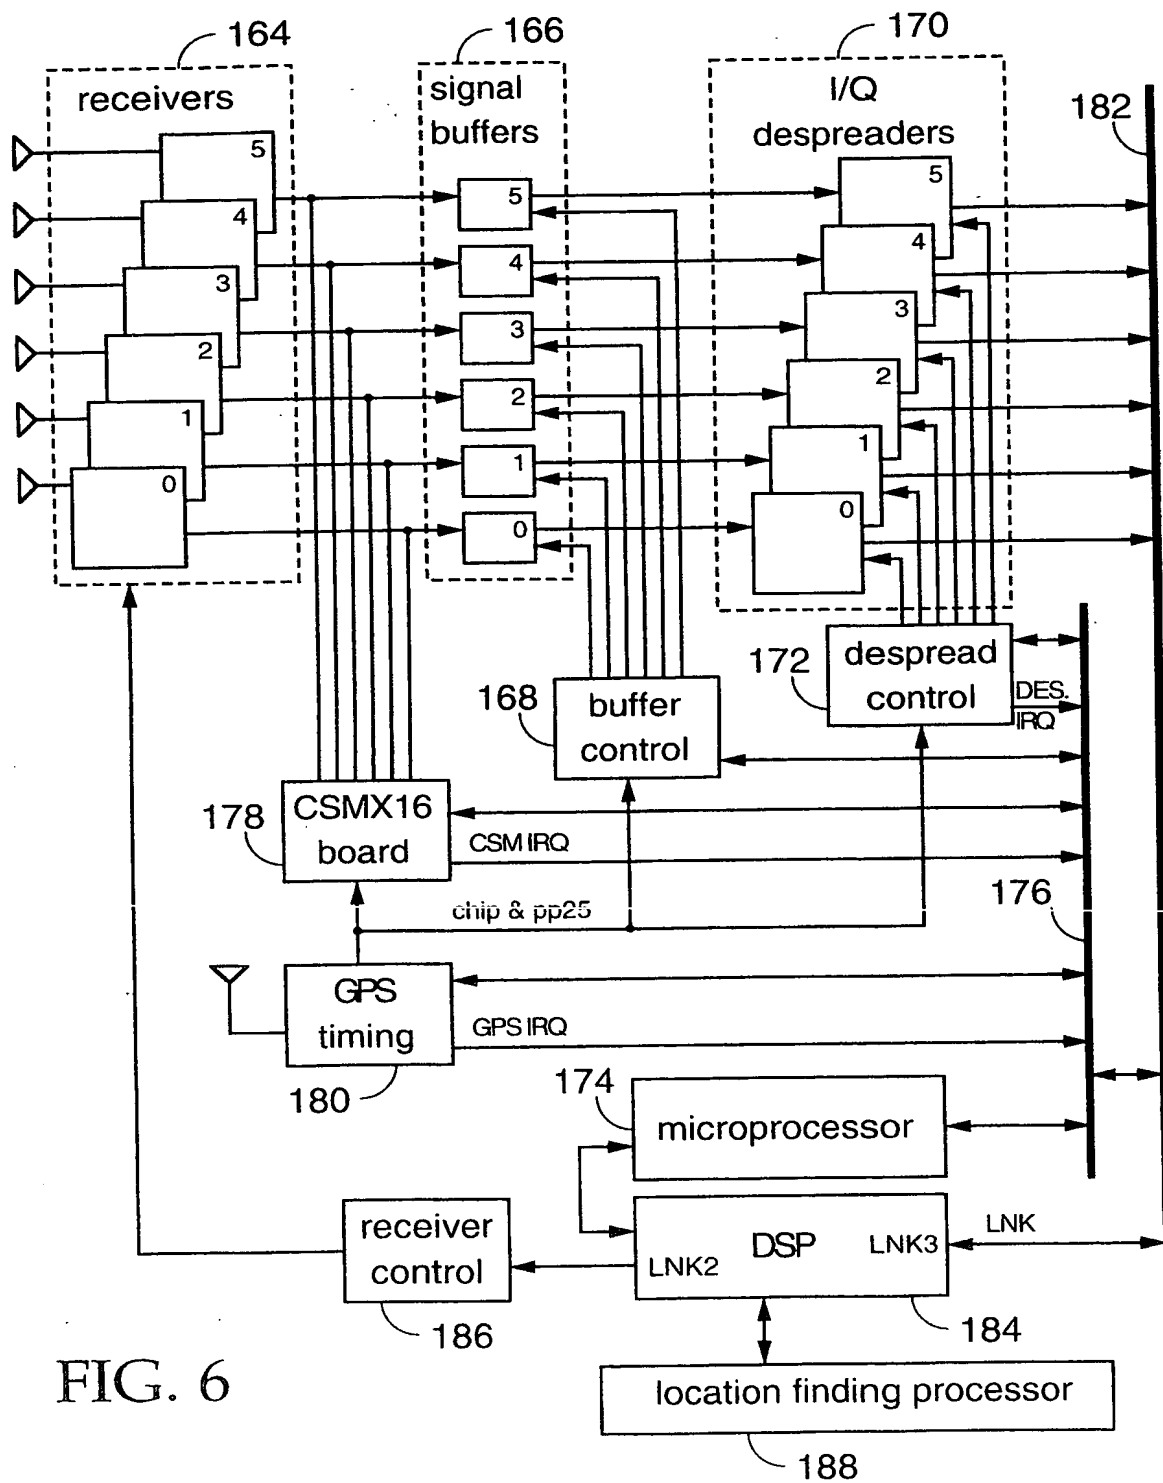 164
166
170
receivers
signal
buffers
I/Q
despreaders
182
5
4
3
2
1
0
5
4
3
2
1
0
5
4
3
2
1
0
172
despread
control
DES.
IRQ
168
buffer
control
178
CSMX16
board
CSM IRQ
176
chip & pp25
GPS
timing
GPS IRQ
180
174
microprocessor
receiver
control
DSP
LNK2
LNK3
LNK
186
184
FIG. 6
location finding processor
188